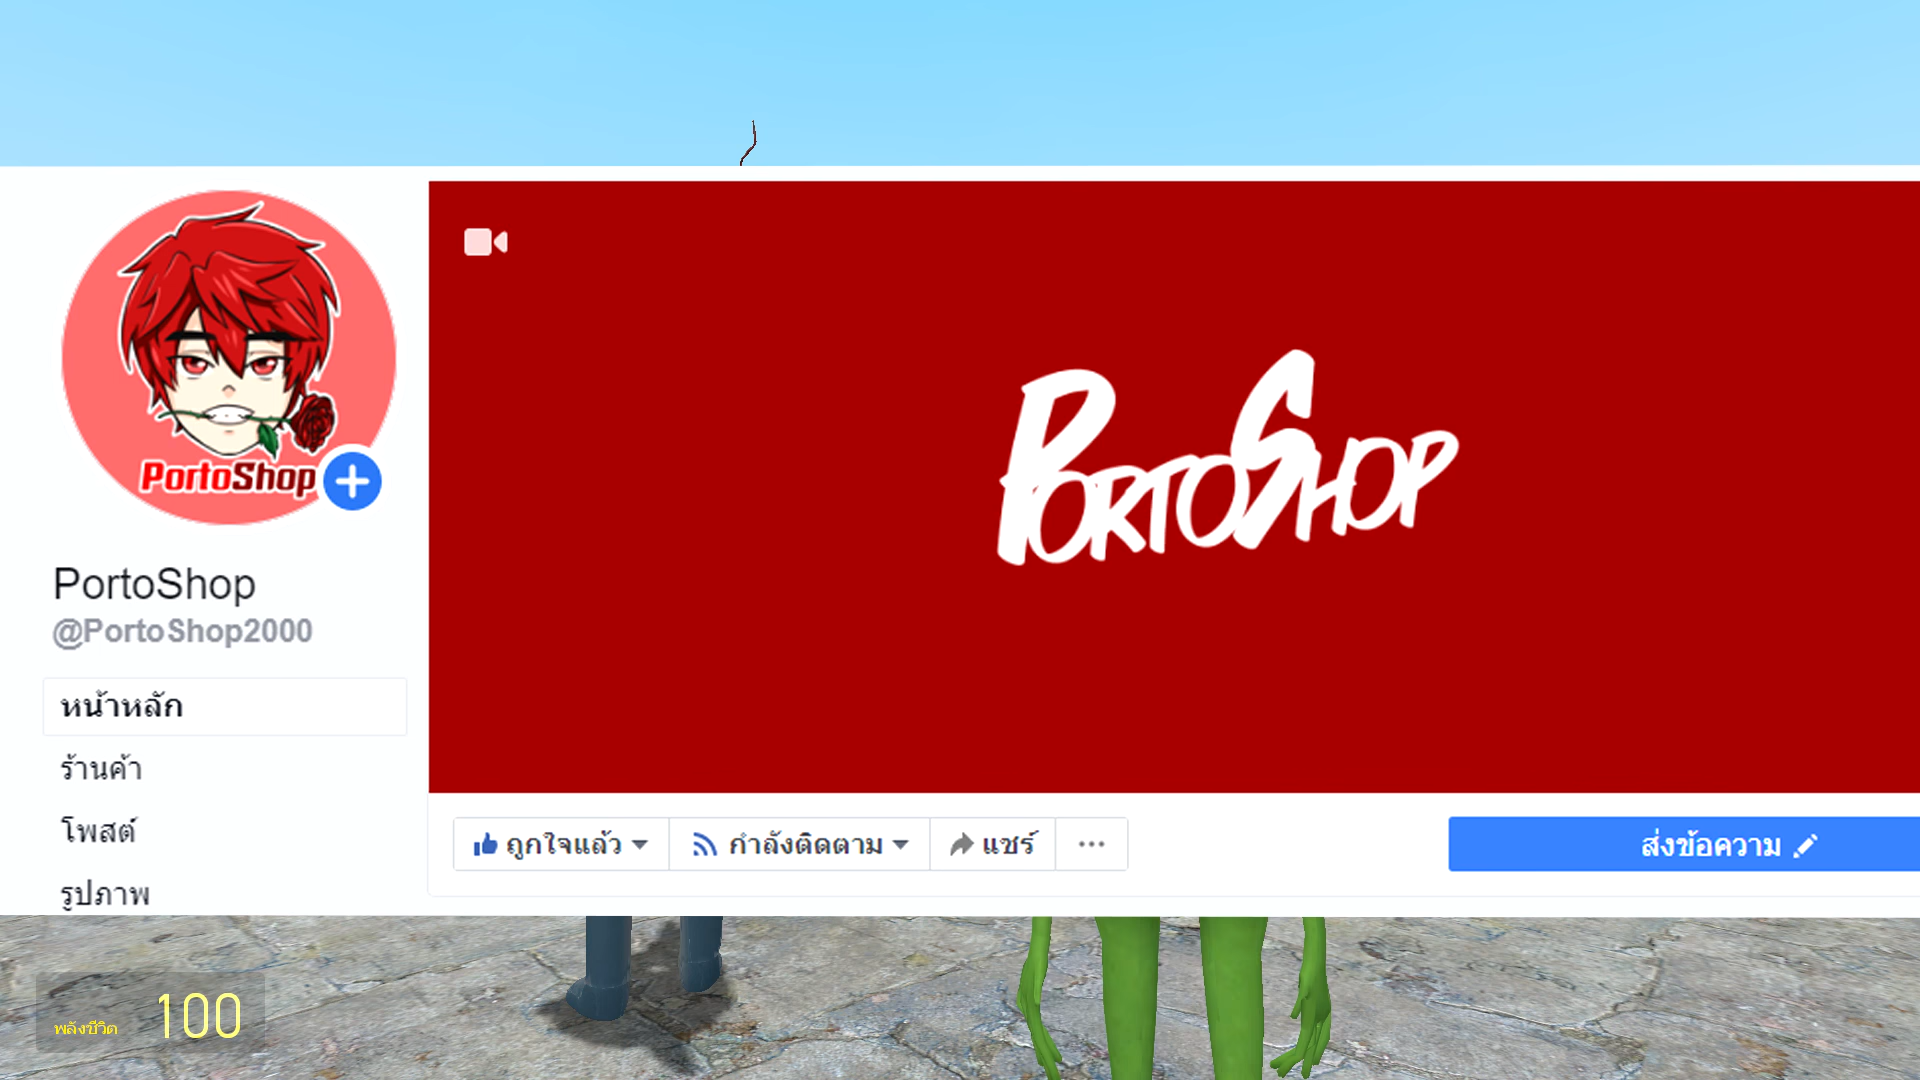 PortoShop
PortoShop
PortoShop
@PortoShop2000
หน้าหลัก
ร้านค้า
โพสต์
รูปภาพ
ถูกใจแล้ว
กำลังติดตาม
แชร์
ส่งข้อความ
พลังชีวิต 100